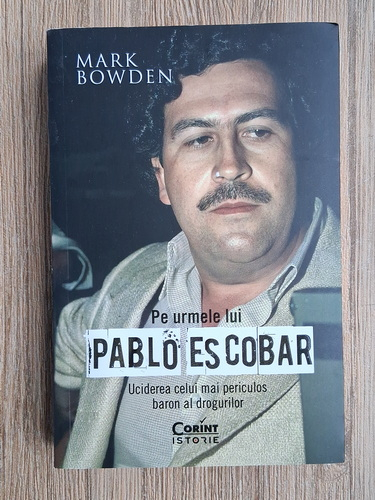 MARK
BOWDEN
Pe urmele lui
PABLO ESCOBAR
Uciderea celui mai periculos
baron al drogurilor
CORINT
ISTORIE